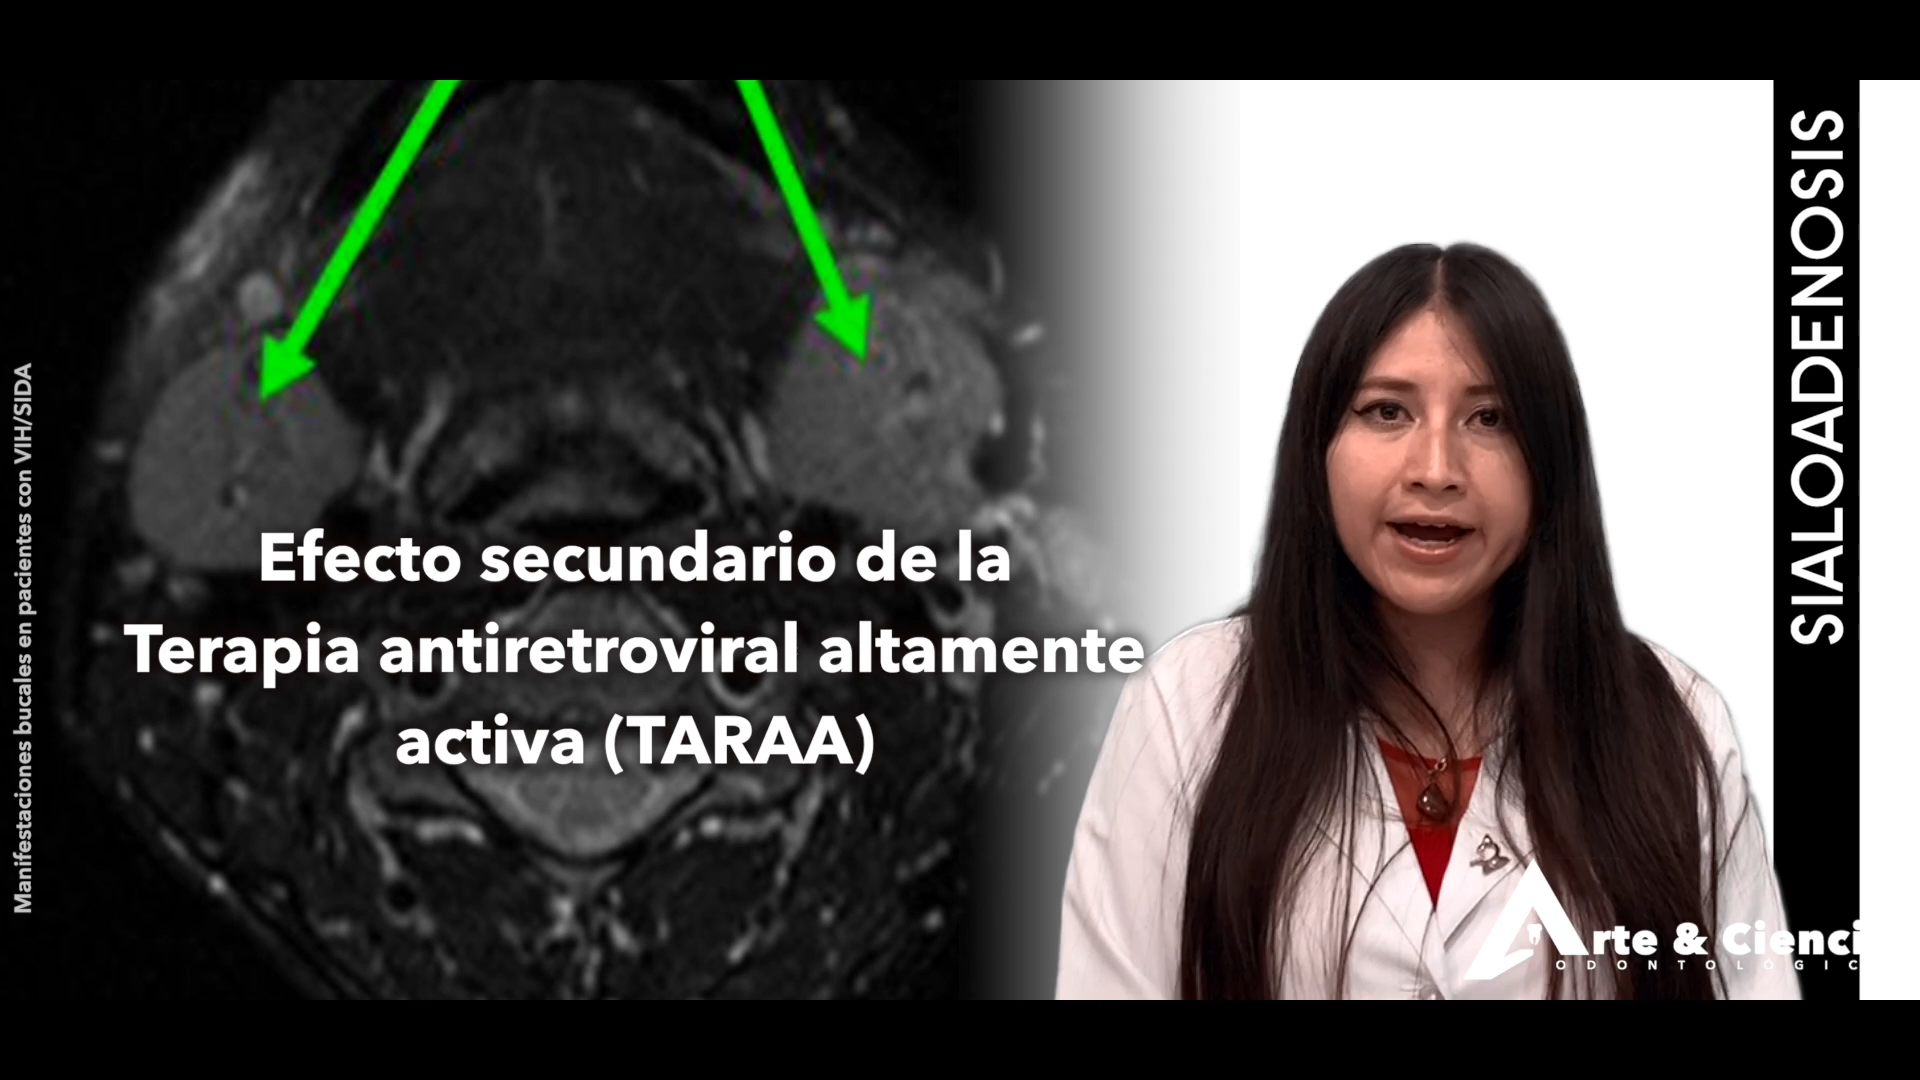 Manifestaciones bucales en pacientes con VIH/SIDA
Efecto secundario de la
Terapia antiretroviral altamente
activa (TARAA)
SIALOADENOSIS
Arte & Cienci
ODONTOLÓGIC